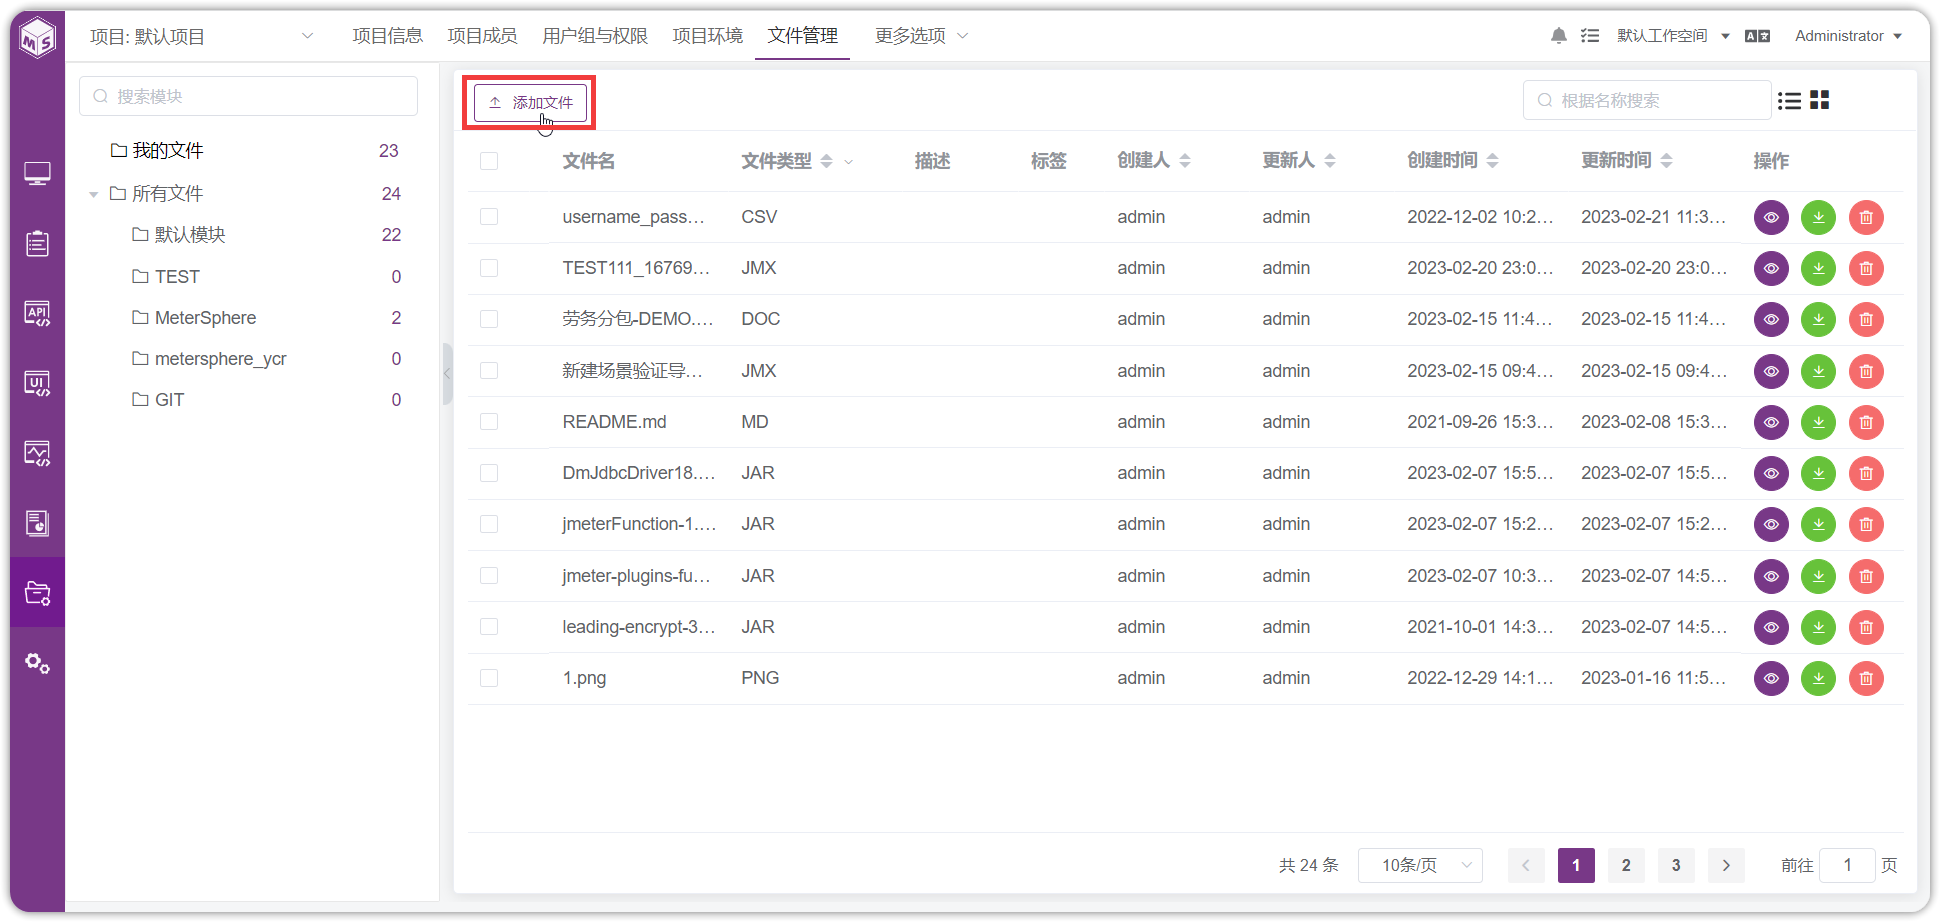 MS
项目: 默认项目
项目信息
项目成员
用户组与权限
项目环境
文件管理
更多选项
默认工作空间
Administrator
搜索模块
我的文件 23
所有文件 24
默认模块 22
TEST 0
MeterSphere 2
metersphere_ycr 0
GIT 0
API
UI
添加文件
根据名称搜索
文件名 文件类型 描述 标签 创建人 更新人 创建时间 更新时间 操作
username_pass... CSV admin admin 2022-12-02 10:2... 2023-02-21 11:3...
TEST111_16769... JMX admin admin 2023-02-20 23:0... 2023-02-20 23:0...
劳务分包-DEMO.... DOC admin admin 2023-02-15 11:4... 2023-02-15 11:4...
新建场景验证导... JMX admin admin 2023-02-15 09:4... 2023-02-15 09:4...
README.md MD admin admin 2021-09-26 15:3... 2023-02-08 15:3...
DmJdbcDriver18.... JAR admin admin 2023-02-07 15:5... 2023-02-07 15:5...
jmeterFunction-1.... JAR admin admin 2023-02-07 15:2... 2023-02-07 15:2...
jmeter-plugins-fu... JAR admin admin 2023-02-07 10:3... 2023-02-07 14:5...
leading-encrypt-3... JAR admin admin 2021-10-01 14:3... 2023-02-07 14:5...
1.png PNG admin admin 2022-12-29 14:1... 2023-01-16 11:5...
共 24 条 10条/页 1 2 3 前往 1 页